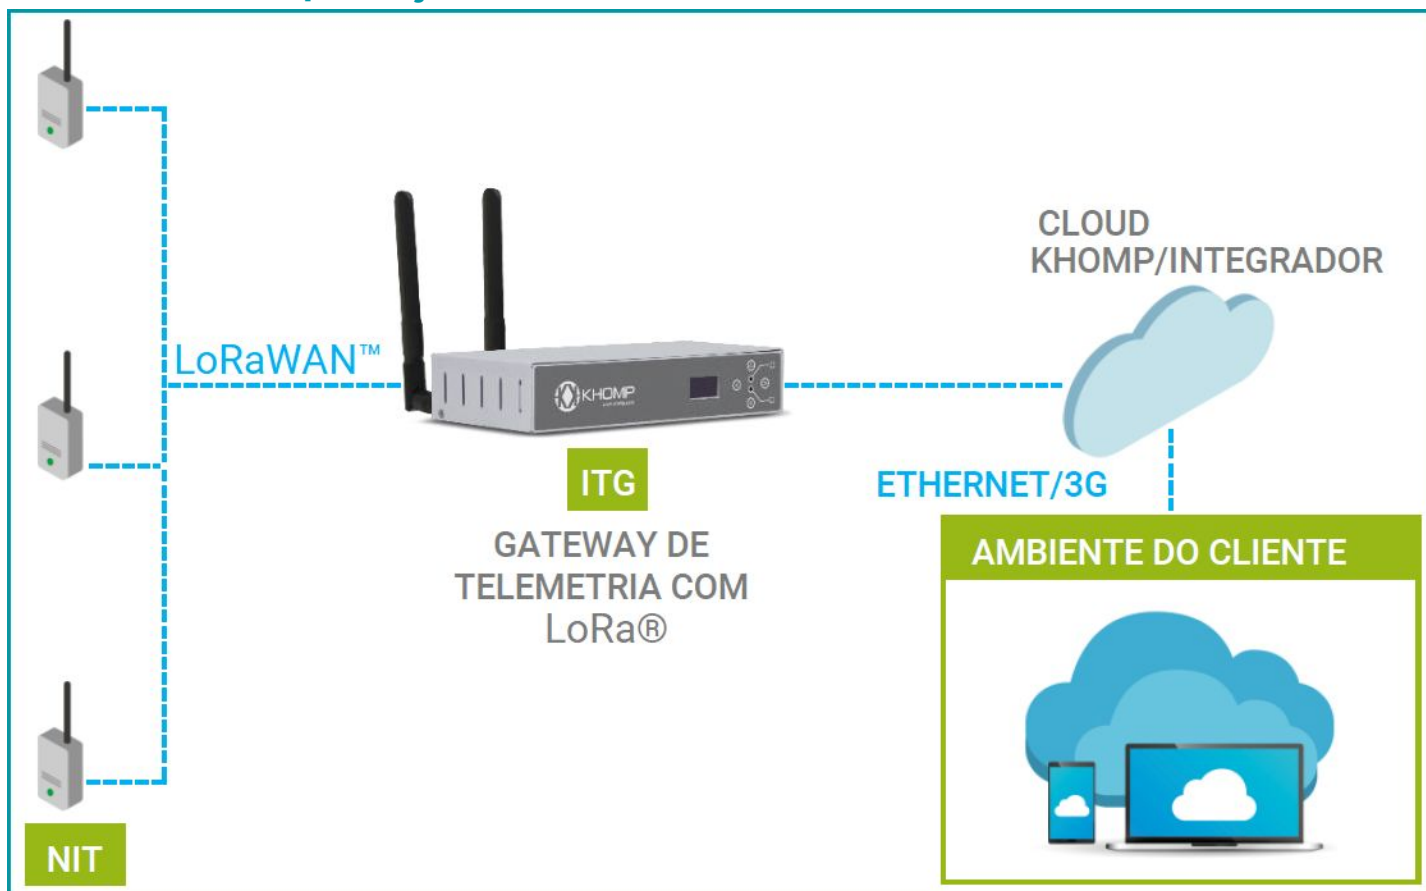 CLOUD
KHOMP/INTEGRADOR
LoRaWAN™
KHOMP
ITG
ETHERNET/3G
GATEWAY DE
TELEMETRIA COM
LoRa®
AMBIENTE DO CLIENTE
NIT